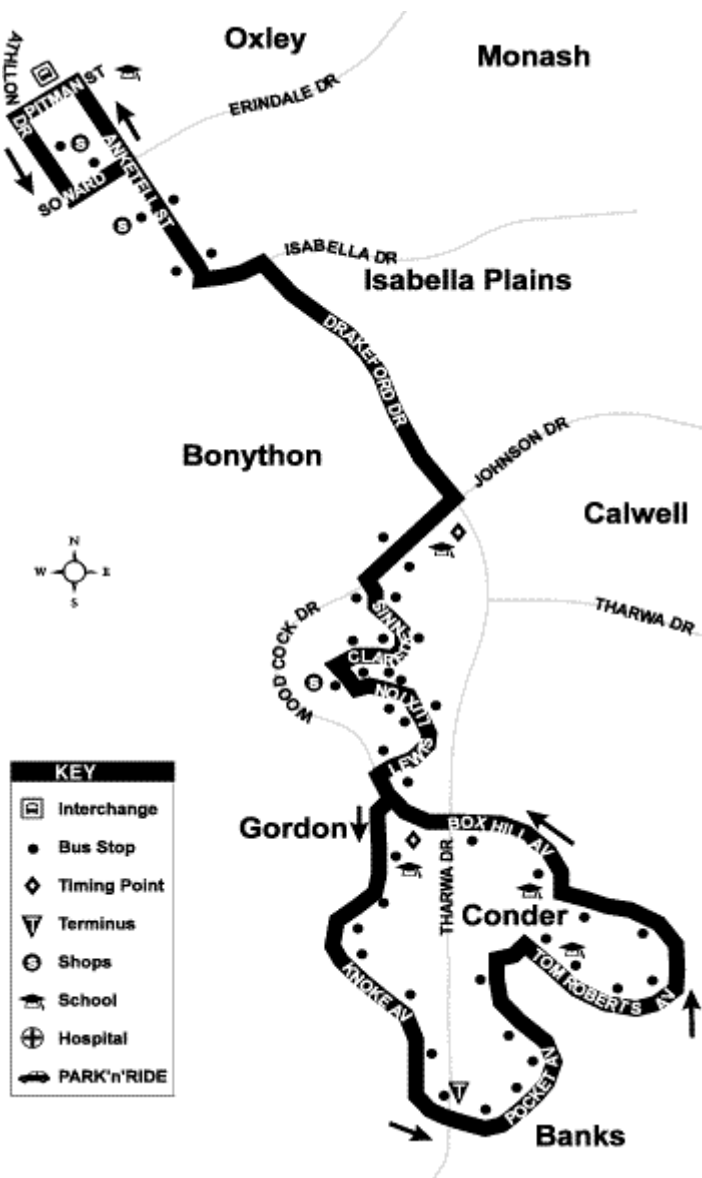 Oxley
Monash
ATHLLON DR
PITMAN ST
ERINDALE DR
S
ANKETELL ST
SOWARD
S
ISABELLA DR
Isabella Plains
DRAKEFORD DR
Bonython
JOHNSON DR
Calwell
N
W E
S
THARWA DR
WOODCOCK DR
CLARE
S
LEWIS
KEY
Interchange
Bus Stop
Timing Point
T Terminus
S Shops
School
Hospital
PARK'n'RIDE
Gordon
BOX HILL AV
THARWA DR
Conder
TOM ROBERTS AV
KNOKE AV
T
POCKET AV
Banks